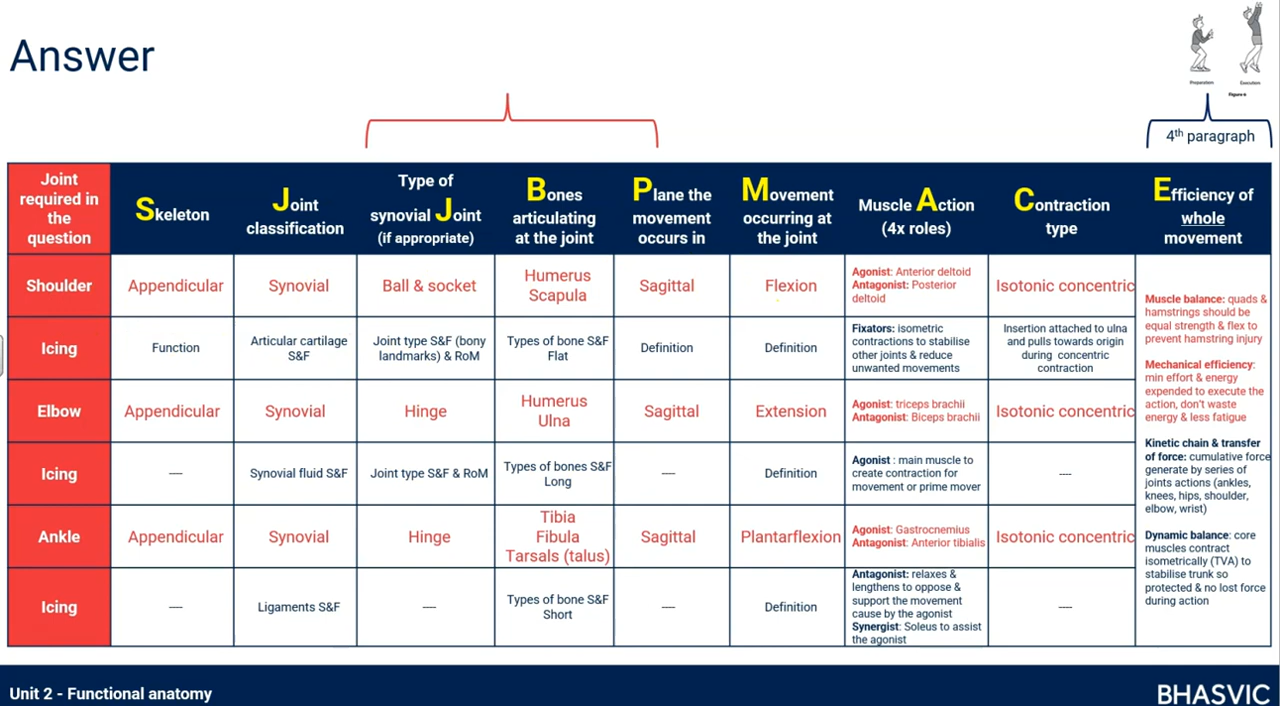 Answer
Preparation
Execution
Figure 6
4th paragraph
Joint
required in
the
question
Skeleton
Joint
classification
Type of
synovial Joint
(if appropriate)
Bones
articulating
at the joint
Plane the
movement
occurs in
Movement
occurring at
the joint
Muscle Action
(4x roles)
Contraction
type
Efficiency of
whole
movement
Shoulder
Appendicular
Synovial
Ball & socket
Humerus
Scapula
Sagittal
Flexion
Agonist: Anterior deltoid
Antagonist: Posterior
deltoid
Isotonic concentric
Icing
Function
Articular cartilage
S&F
Joint type S&F (bony
landmarks) & RoM
Types of bone S&F
Flat
Definition
Definition
Fixators: isometric
contractions to stabilise
other joints & reduce
unwanted movements
Insertion attached to ulna
and pulls towards origin
during concentric
contraction
Elbow
Appendicular
Synovial
Hinge
Humerus
Ulna
Sagittal
Extension
Agonist: triceps brachii
Antagonist: Biceps brachii
Isotonic concentric
Icing
----
Synovial fluid S&F
Joint type S&F & RoM
Types of bones S&F
Long
----
Definition
Agonist : main muscle to
create contraction for
movement or prime mover
----
Ankle
Appendicular
Synovial
Hinge
Tibia
Fibula
Tarsals (talus)
Sagittal
Plantarflexion
Agonist: Gastrocnemius
Antagonist: Anterior tibialis
Isotonic concentric
Icing
----
Ligaments S&F
----
Types of bone S&F
Short
----
Definition
Antagonist: relaxes &
lengthens to oppose &
support the movement
cause by the agonist
Synergist: Soleus to assist
the agonist
----
Muscle balance: quads &
hamstrings should be
equal strength & flex to
prevent hamstring injury
Mechanical efficiency:
min effort & energy
expended to execute the
action, don't waste
energy & less fatigue
Kinetic chain & transfer
of force: cumulative force
generate by series of
joints actions (ankles,
knees, hips, shoulder,
elbow, wrist)
Dynamic balance: core
muscles contract
isometrically (TVA) to
stabilise trunk so
protected & no lost force
during action
Unit 2 - Functional anatomy
BHASVIC